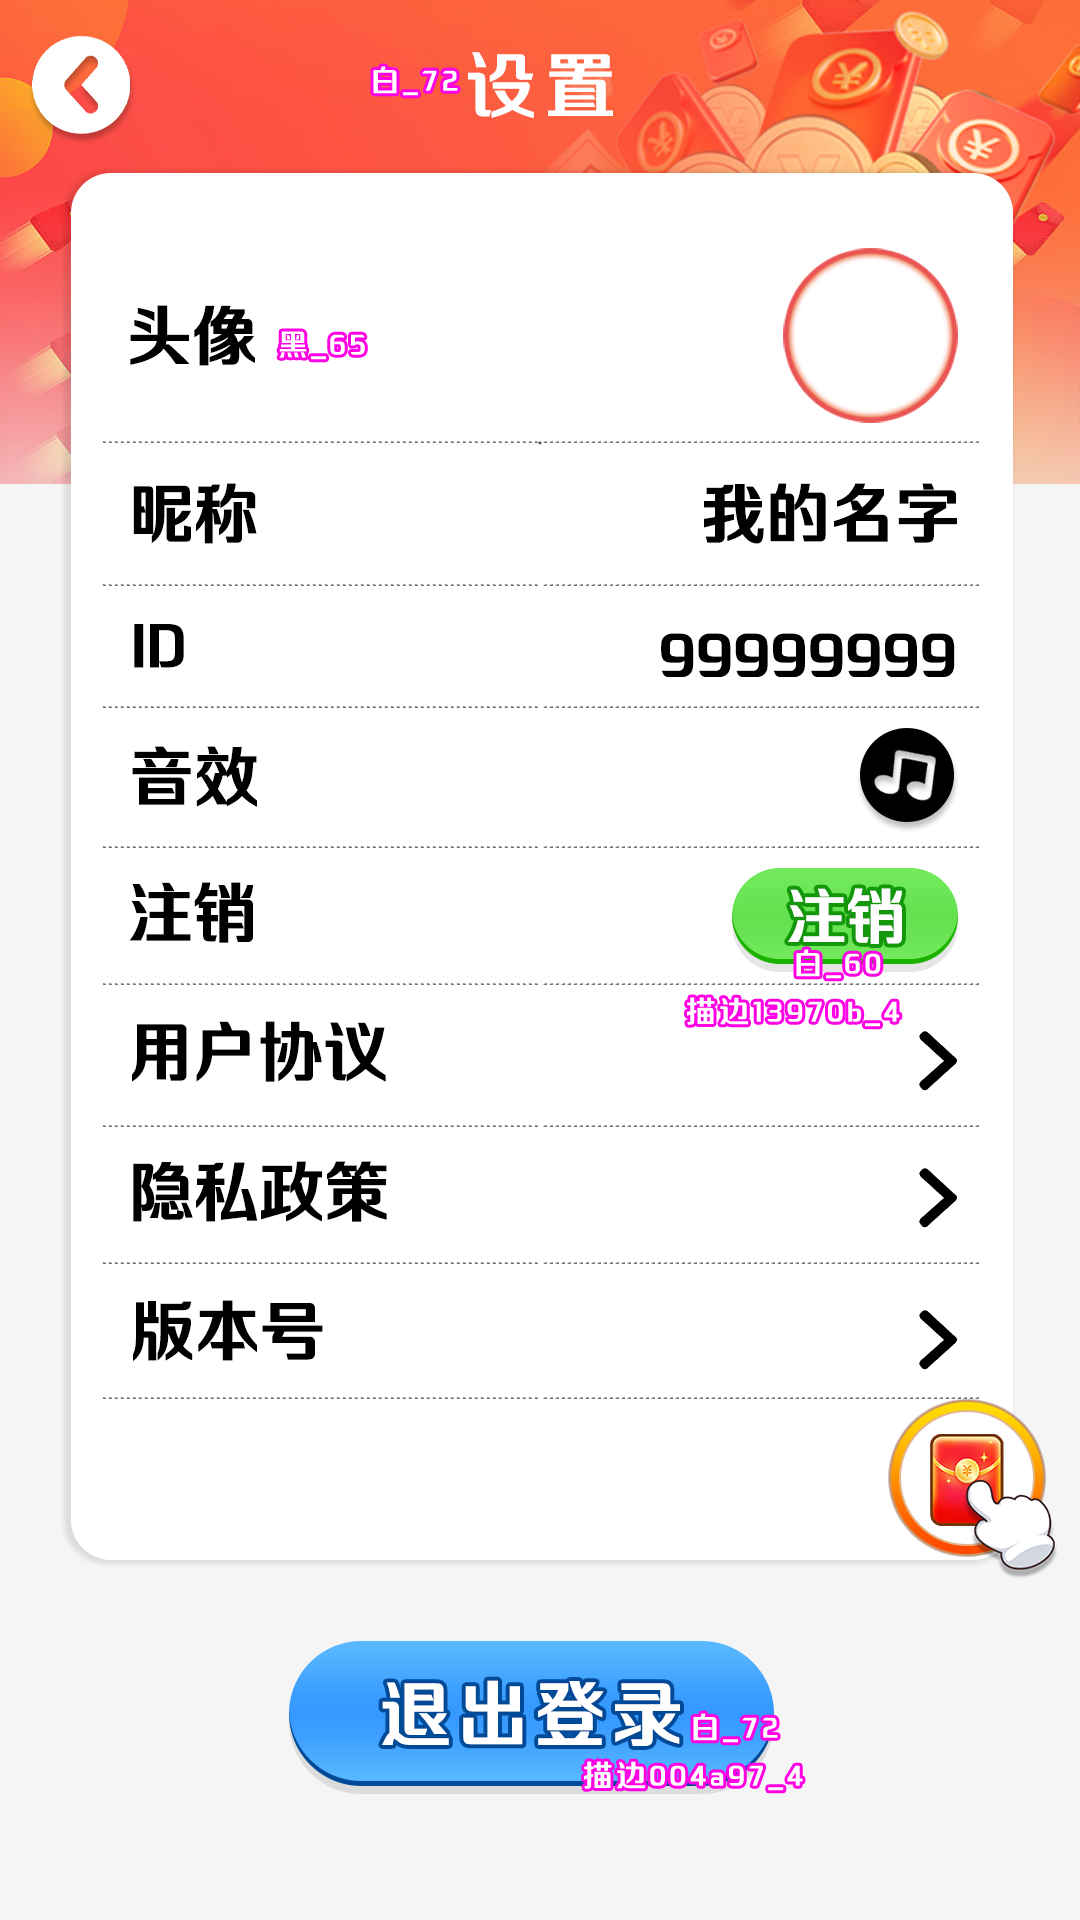 白_72 设置
头像 黑_65
昵称 我的名字
ID 99999999
音效
注销 注销
白_60
描边13970b_4
用户协议
隐私政策
版本号
退出登录 白_72
描边004a97_4